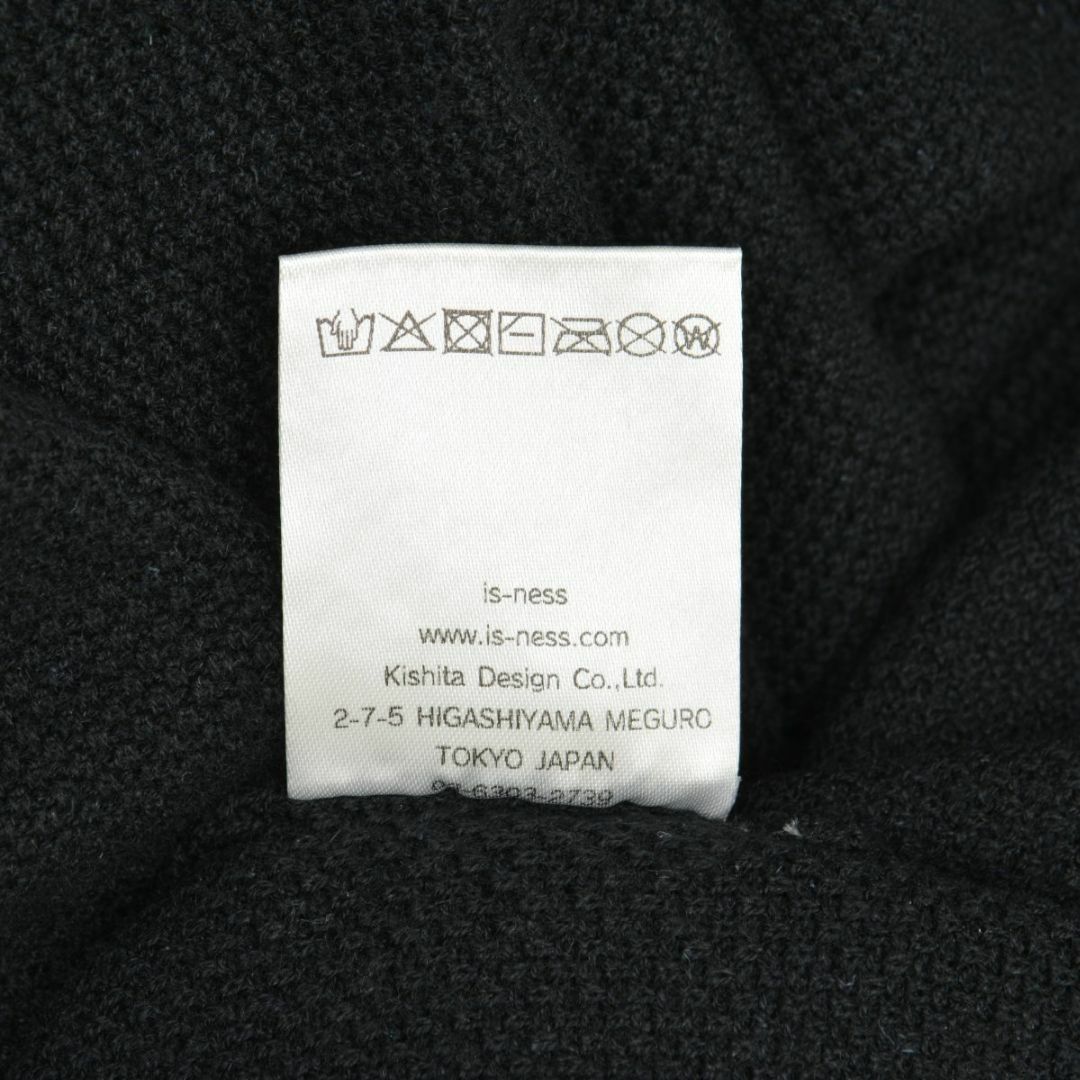 is-ness
www.is-ness.com
Kishita Design Co.,Ltd.
2-7-5 HIGASHIYAMA MEGURO
TOKYO JAPAN